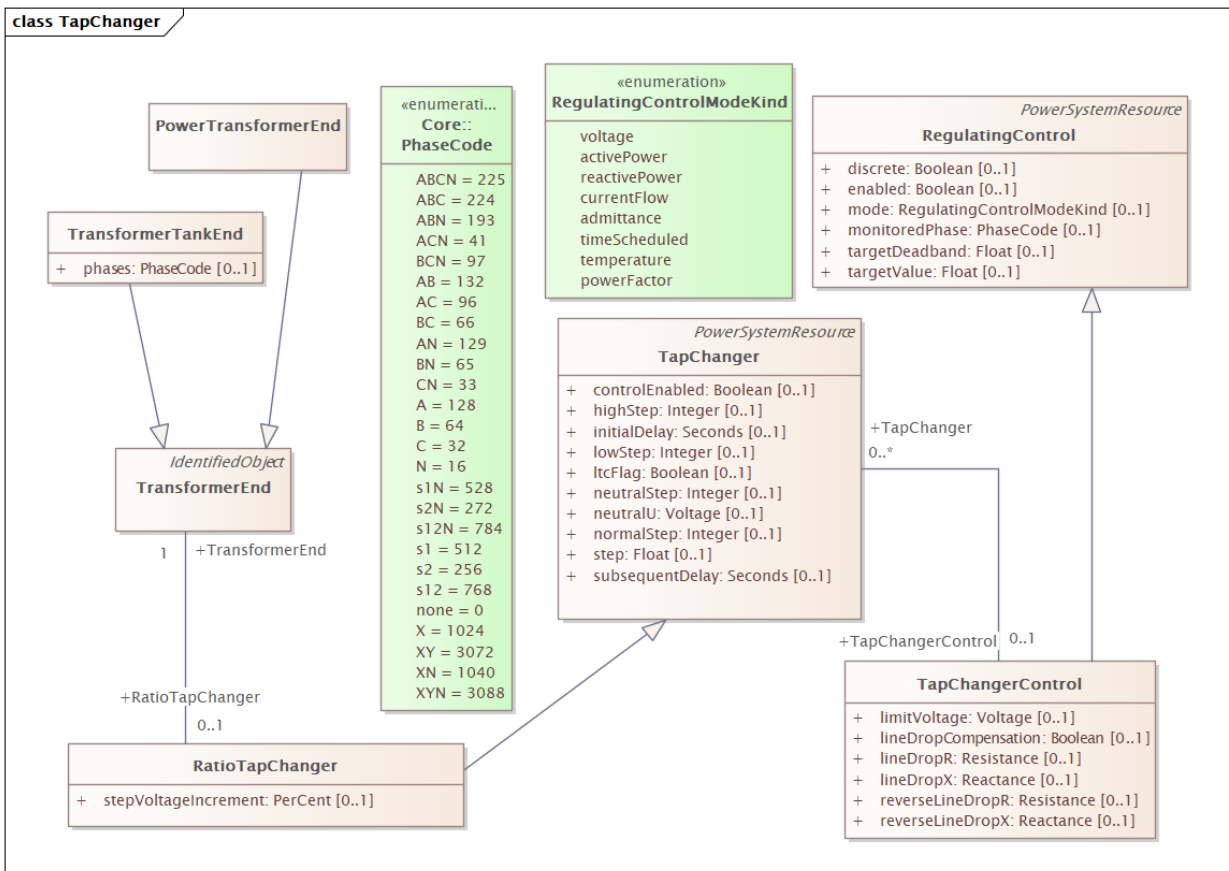 class TapChanger
PowerTransformerEnd
TransformerTankEnd
+ phases: PhaseCode [0..1]
IdentifiedObject
TransformerEnd
1
+TransformerEnd
+RatioTapChanger
0..1
RatioTapChanger
+ stepVoltageIncrement: PerCent [0..1]
«enumerati...
Core::
PhaseCode
ABCN = 225
ABC = 224
ABN = 193
ACN = 41
BCN = 97
AB = 132
AC = 96
BC = 66
AN = 129
BN = 65
CN = 33
A = 128
B = 64
C = 32
N = 16
s1N = 528
s2N = 272
s12N = 784
s1 = 512
s2 = 256
s12 = 768
none = 0
X = 1024
XY = 3072
XN = 1040
XYN = 3088
«enumeration»
RegulatingControlModeKind
voltage
activePower
reactivePower
currentFlow
admittance
timeScheduled
temperature
powerFactor
PowerSystemResource
RegulatingControl
+ discrete: Boolean [0..1]
+ enabled: Boolean [0..1]
+ mode: RegulatingControlModeKind [0..1]
+ monitoredPhase: PhaseCode [0..1]
+ targetDeadband: Float [0..1]
+ targetValue: Float [0..1]
PowerSystemResource
TapChanger
+ controlEnabled: Boolean [0..1]
+ highStep: Integer [0..1]
+ initialDelay: Seconds [0..1]
+ lowStep: Integer [0..1]
+ ltcFlag: Boolean [0..1]
+ neutralStep: Integer [0..1]
+ neutralU: Voltage [0..1]
+ normalStep: Integer [0..1]
+ step: Float [0..1]
+ subsequentDelay: Seconds [0..1]
+TapChanger
0..*
+TapChangerControl
0..1
TapChangerControl
+ limitVoltage: Voltage [0..1]
+ lineDropCompensation: Boolean [0..1]
+ lineDropR: Resistance [0..1]
+ lineDropX: Reactance [0..1]
+ reverseLineDropR: Resistance [0..1]
+ reverseLineDropX: Reactance [0..1]